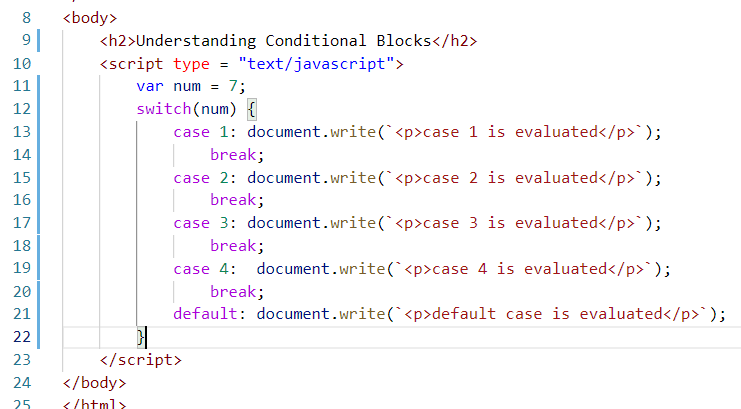 8 <body>
9 <h2>Understanding Conditional Blocks</h2>
10 <script type = "text/javascript">
11 var num = 7;
12 switch(num) {
13 case 1: document.write(`<p>case 1 is evaluated</p>`);
14 break;
15 case 2: document.write(`<p>case 2 is evaluated</p>`);
16 break;
17 case 3: document.write(`<p>case 3 is evaluated</p>`);
18 break;
19 case 4:  document.write(`<p>case 4 is evaluated</p>`);
20 break;
21 default: document.write(`<p>default case is evaluated</p>`);
22 }
23 </script>
24 </body>
25 </html>